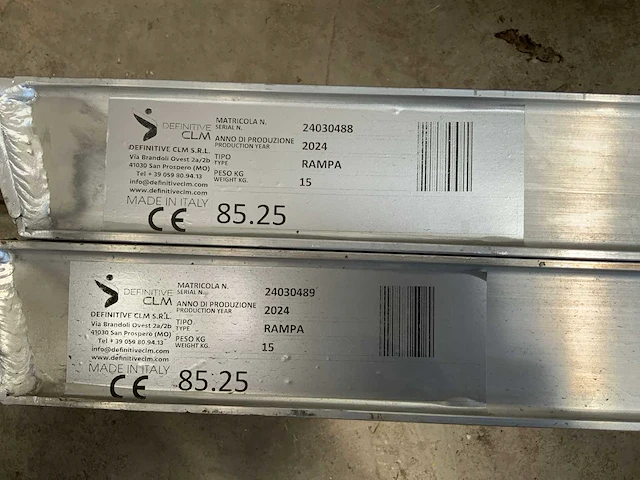 DEFINITIVE
CLM
DEFINITIVE CLM S.R.L.
Via Brandoli Ovest 2a/2b
41030 San Prospero (MO)
Tel + 39 059 80.94.13
info@definitiveclm.com
www.definitiveclm.com
MADE IN ITALY
CE
MATRICOLA N.
SERIAL N. 24030488
ANNO DI PRODUZIONE
PRODUCTION YEAR 2024
TIPO
TYPE RAMPA
PESO KG
WEIGHT KG. 15
85.25
DEFINITIVE
CLM
DEFINITIVE CLM S.R.L.
Via Brandoli Ovest 2a/2b
41030 San Prospero (MO)
Tel + 39 059 80.94.13
info@definitiveclm.com
www.definitiveclm.com
MADE IN ITALY
CE
MATRICOLA N.
SERIAL N. 24030489
ANNO DI PRODUZIONE
PRODUCTION YEAR 2024
TIPO
TYPE RAMPA
PESO KG
WEIGHT KG. 15
85.25